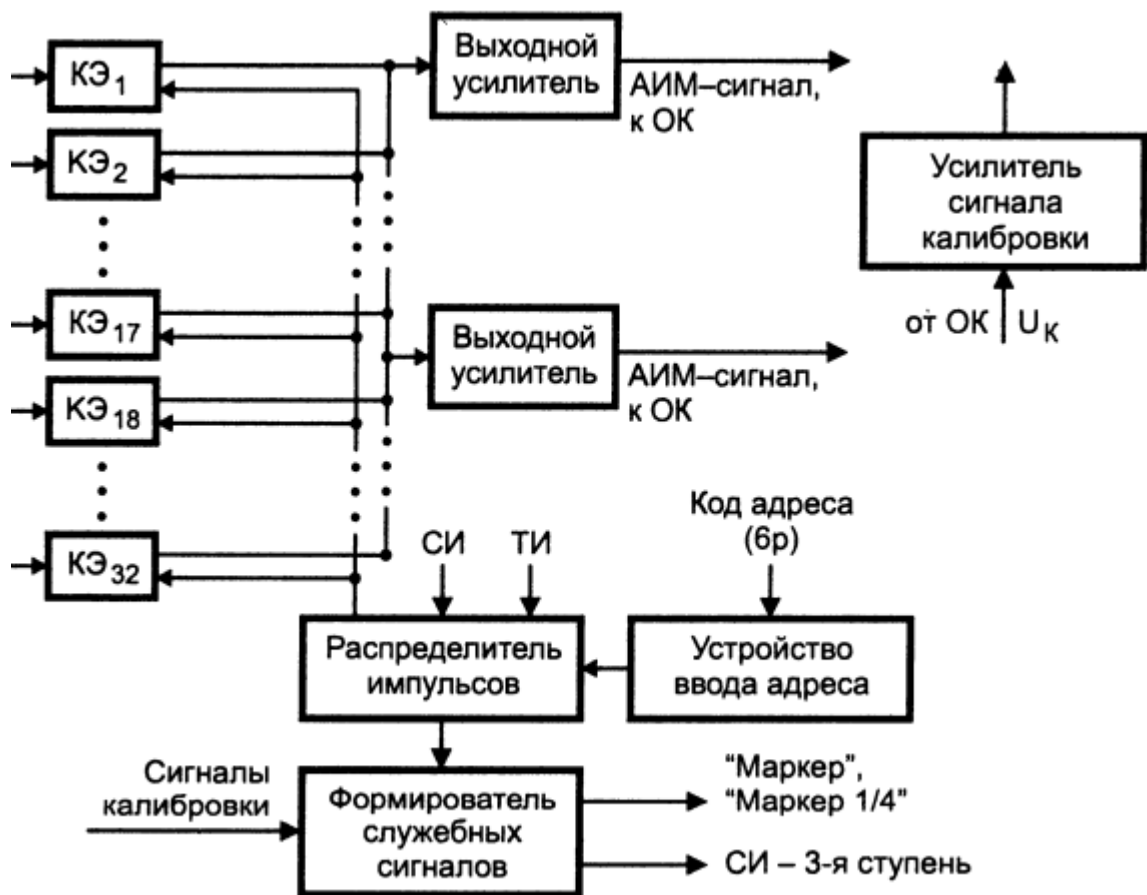 КЭ1
Выходной
усилитель
АИМ–сигнал,
к ОК
КЭ2
Усилитель
сигнала
калибровки
от ОК
UК
КЭ17
Выходной
усилитель
АИМ–сигнал,
к ОК
КЭ18
КЭ32
СИ
ТИ
Код адреса
(6р)
Распределитель
импульсов
Устройство
ввода адреса
Сигналы
калибровки
Формирователь
служебных
сигналов
“Маркер”,
“Маркер 1/4”
СИ – 3-я ступень